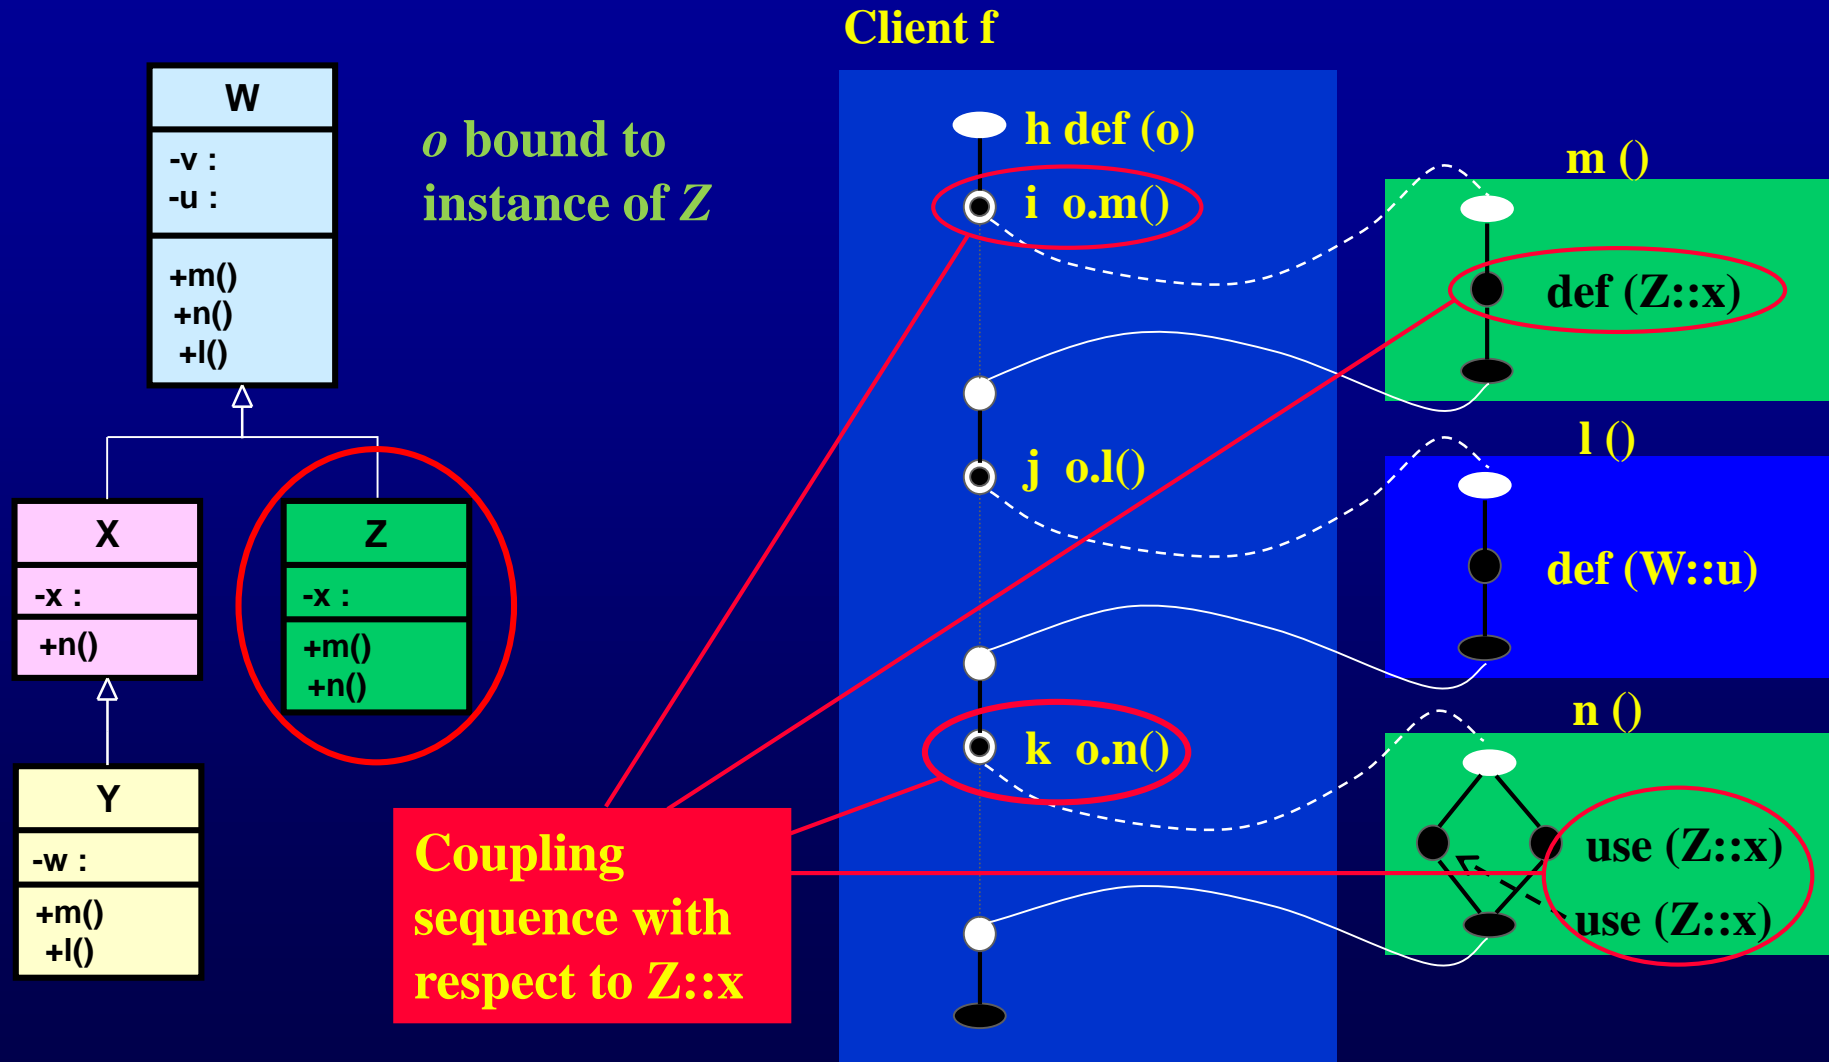 Client f
W
-v :
-u :
+m()
+n()
+l()
o bound to
instance of Z
X
-x :
+n()
Z
-x :
+m()
+n()
Y
-w :
+m()
+l()
Coupling
sequence with
respect to Z::x
h def (o)
i o.m()
j o.l()
k o.n()
m ()
def (Z::x)
l ()
def (W::u)
n ()
use (Z::x)
use (Z::x)